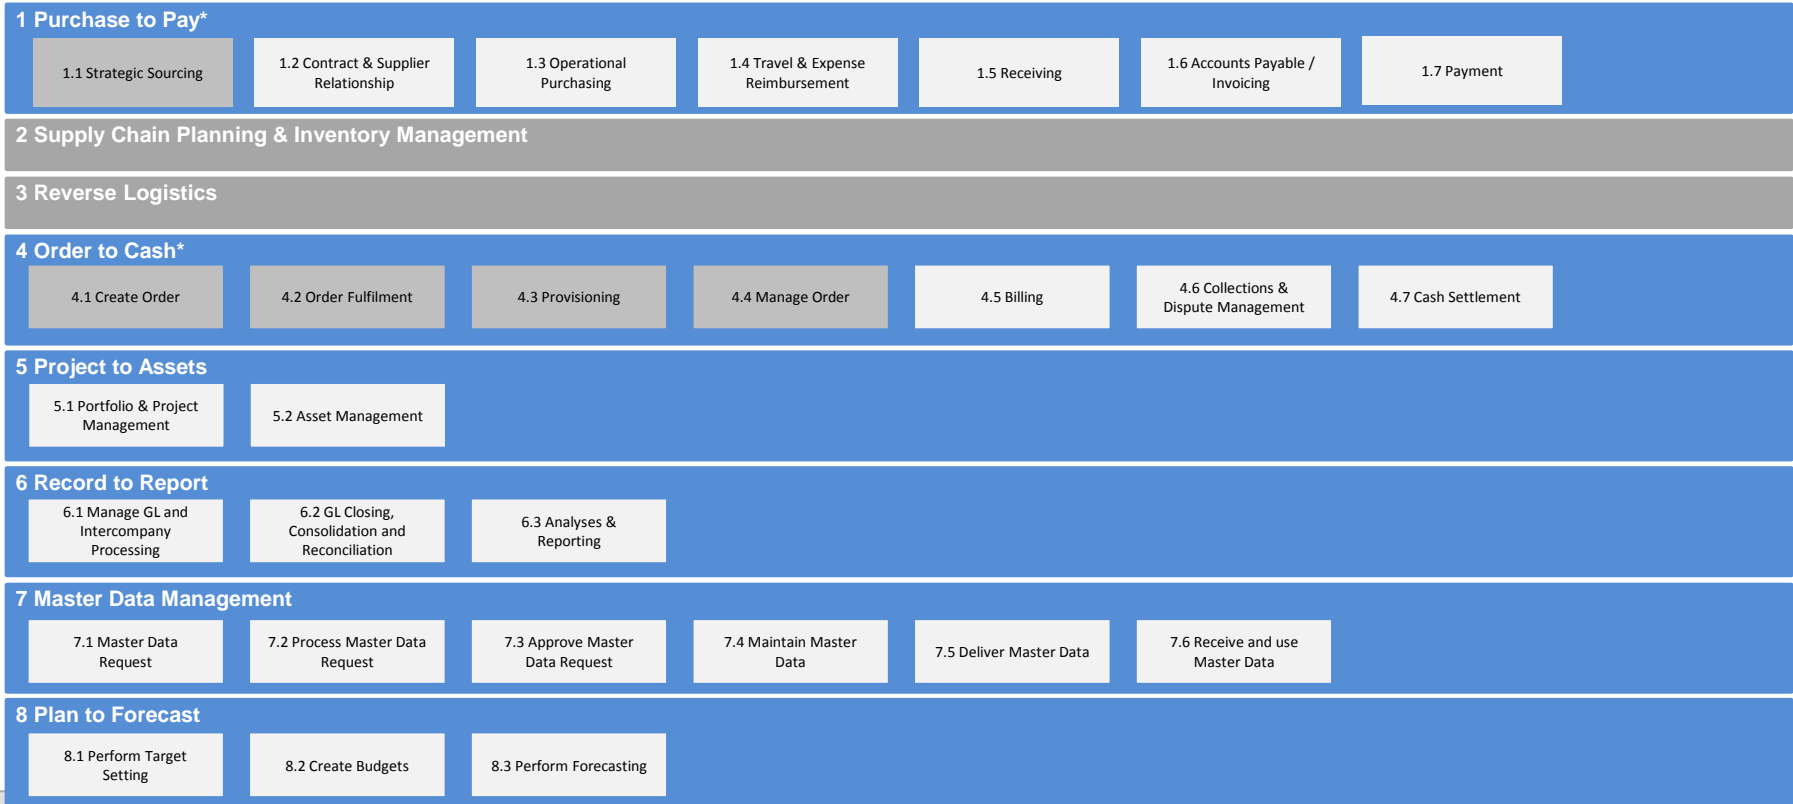 1 Purchase to Pay*
1.1 Strategic Sourcing
1.2 Contract & Supplier
Relationship
1.3 Operational
Purchasing
1.4 Travel & Expense
Reimbursement
1.5 Receiving
1.6 Accounts Payable /
Invoicing
1.7 Payment
2 Supply Chain Planning & Inventory Management
3 Reverse Logistics
4 Order to Cash*
4.1 Create Order
4.2 Order Fulfilment
4.3 Provisioning
4.4 Manage Order
4.5 Billing
4.6 Collections &
Dispute Management
4.7 Cash Settlement
5 Project to Assets
5.1 Portfolio & Project
Management
5.2 Asset Management
6 Record to Report
6.1 Manage GL and
Intercompany
Processing
6.2 GL Closing,
Consolidation and
Reconciliation
6.3 Analyses &
Reporting
7 Master Data Management
7.1 Master Data
Request
7.2 Process Master Data
Request
7.3 Approve Master
Data Request
7.4 Maintain Master
Data
7.5 Deliver Master Data
7.6 Receive and use
Master Data
8 Plan to Forecast
8.1 Perform Target
Setting
8.2 Create Budgets
8.3 Perform Forecasting